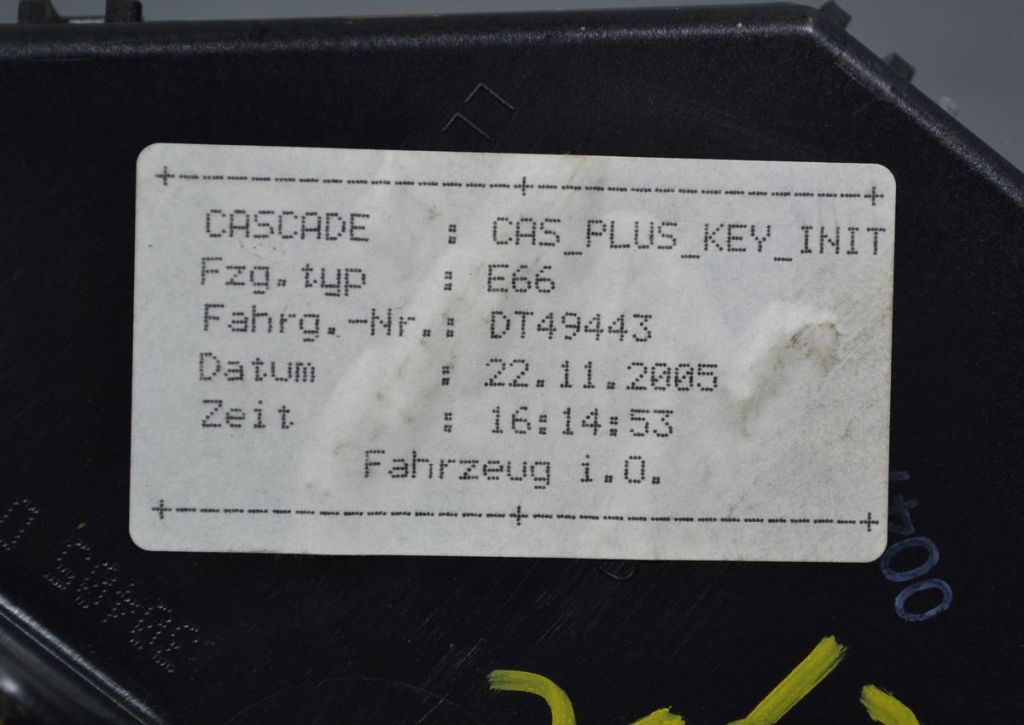 +--------------------+--------------------+
CASCADE : CAS_PLUS_KEY_INIT
Fzg.typ : E66
Fahrg.-Nr.: DT49443
Datum : 22.11.2005
Zeit : 16:14:53
Fahrzeug i.O.
+--------------------+--------------------+